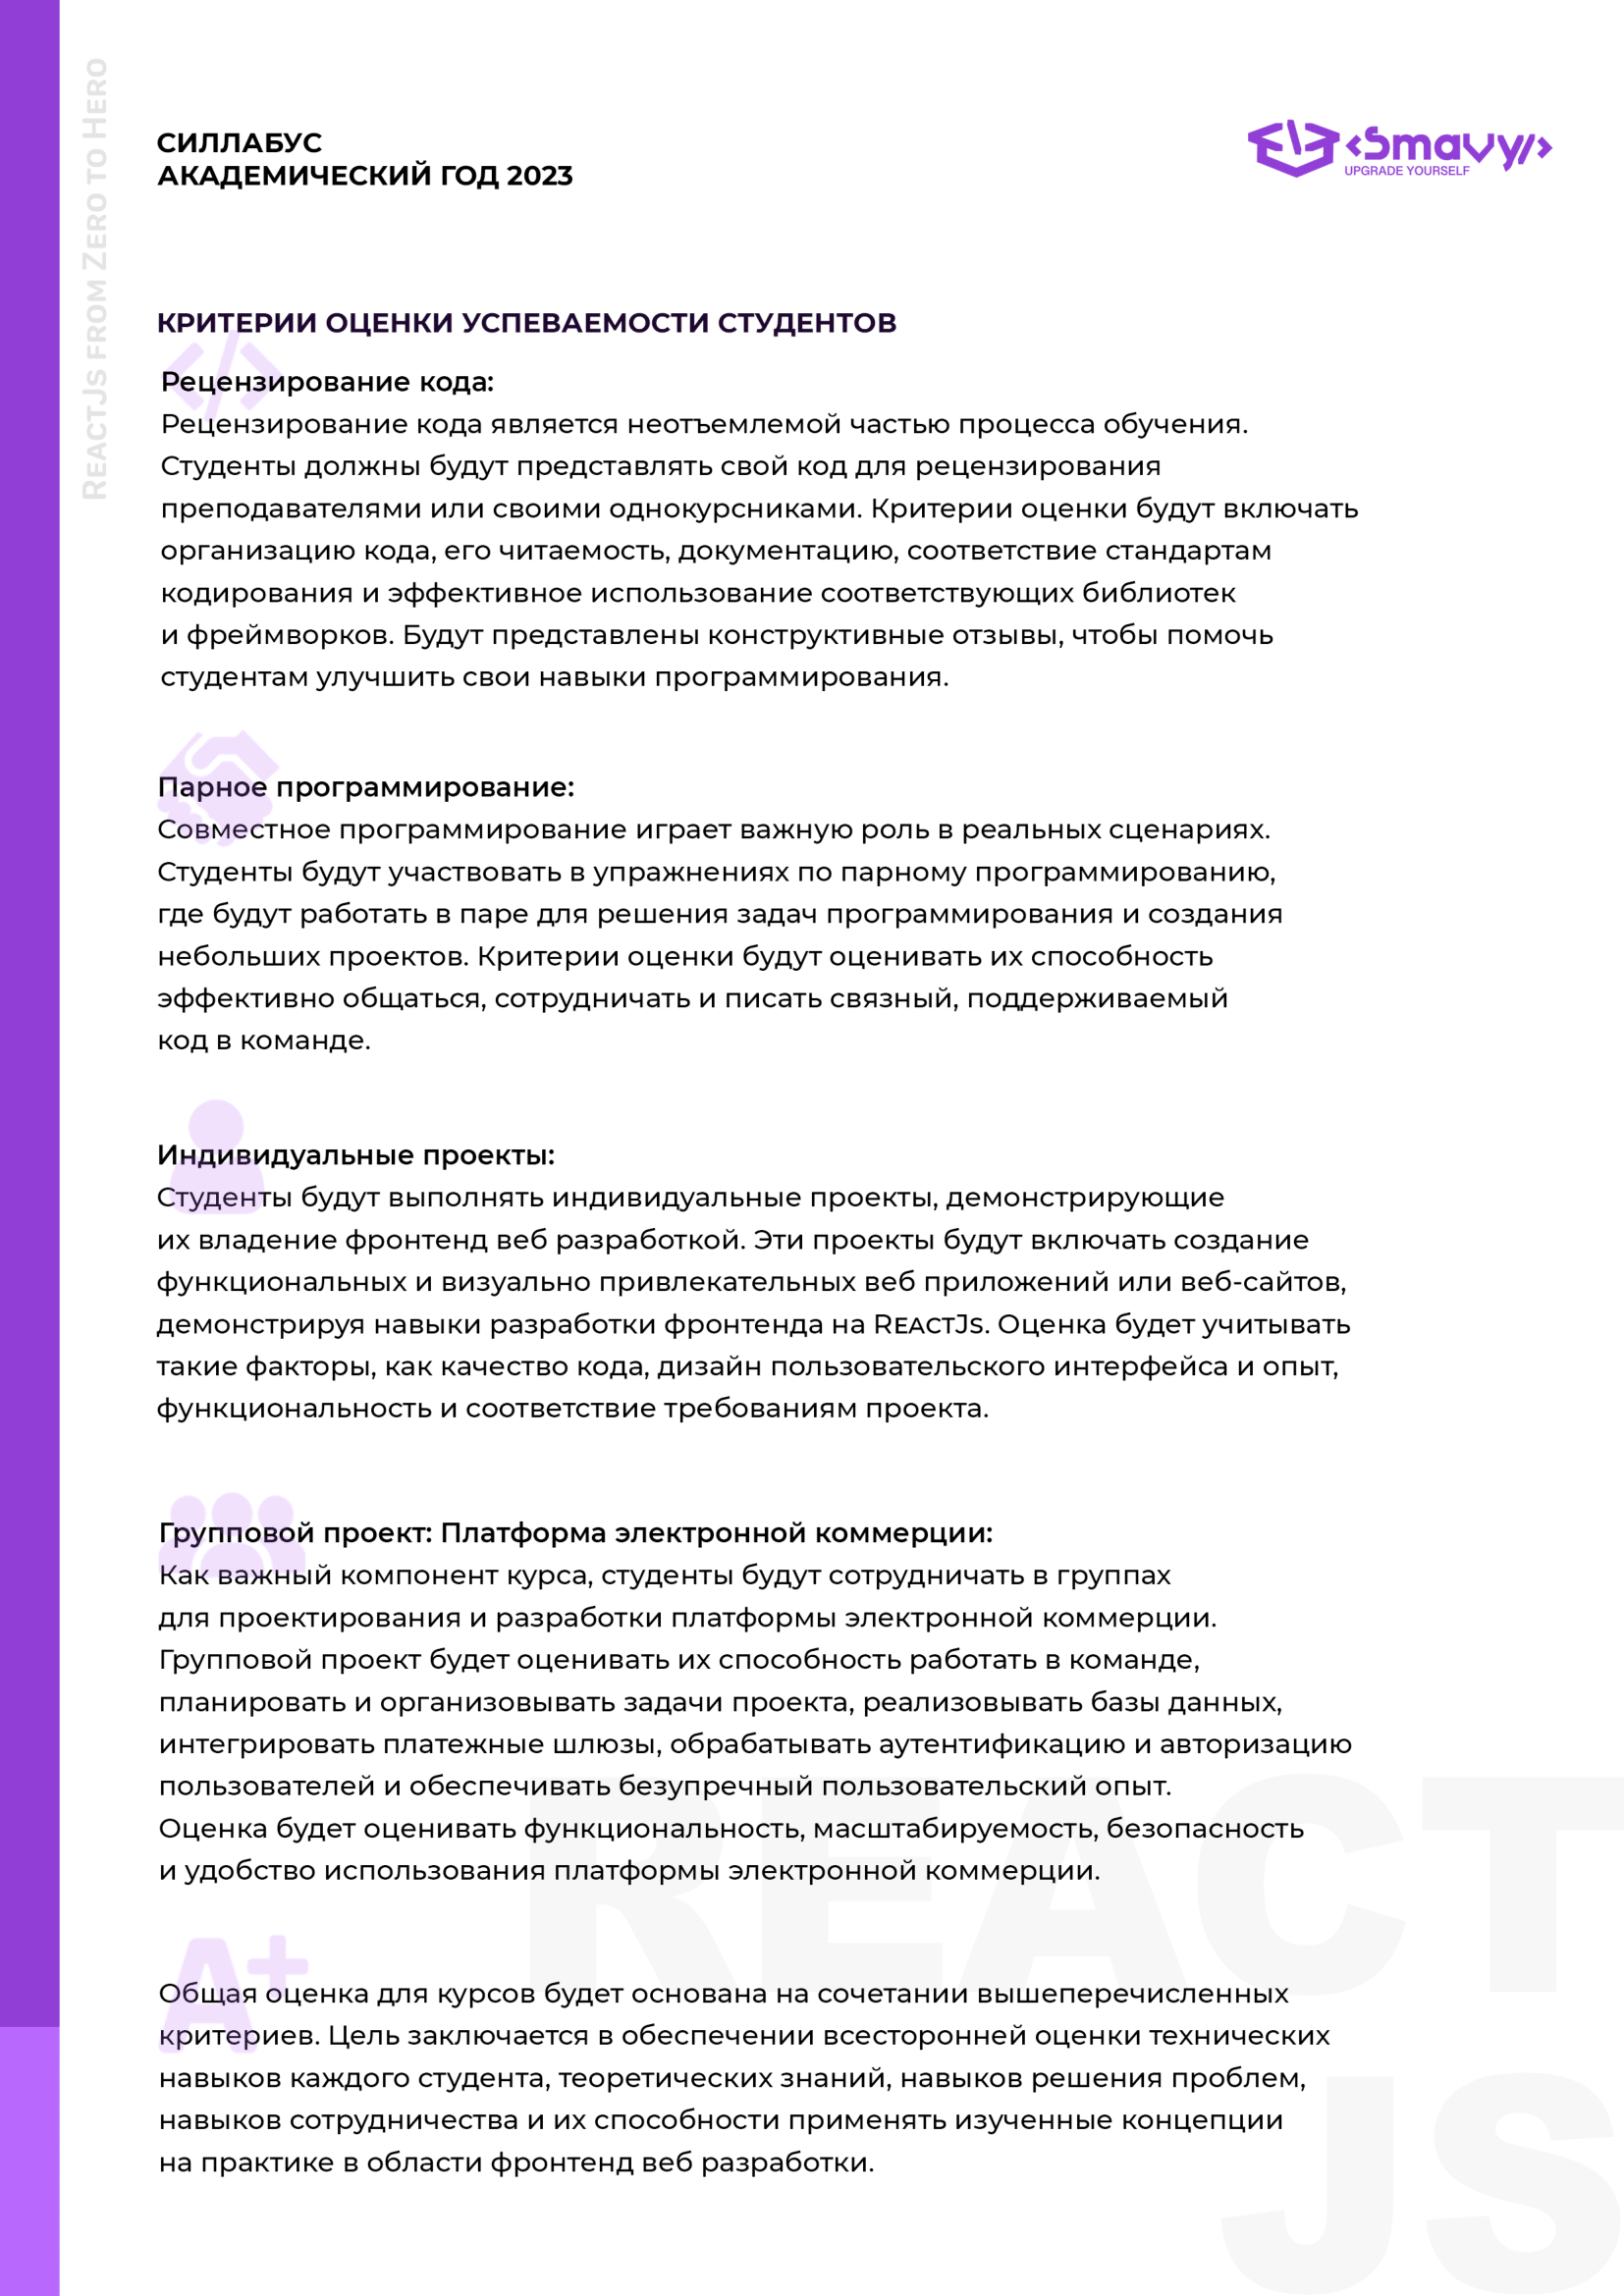 ReactJs from Zero to Hero
СИЛЛАБУС
АКАДЕМИЧЕСКИЙ ГОД 2023
<Smavy/>
UPGRADE YOURSELF
КРИТЕРИИ ОЦЕНКИ УСПЕВАЕМОСТИ СТУДЕНТОВ
Рецензирование кода:
Рецензирование кода является неотъемлемой частью процесса обучения.
Студенты должны будут представлять свой код для рецензирования
преподавателями или своими однокурсниками. Критерии оценки будут включать
организацию кода, его читаемость, документацию, соответствие стандартам
кодирования и эффективное использование соответствующих библиотек
и фреймворков. Будут представлены конструктивные отзывы, чтобы помочь
студентам улучшить свои навыки программирования.
Парное программирование:
Совместное программирование играет важную роль в реальных сценариях.
Студенты будут участвовать в упражнениях по парному программированию,
где будут работать в паре для решения задач программирования и создания
небольших проектов. Критерии оценки будут оценивать их способность
эффективно общаться, сотрудничать и писать связный, поддерживаемый
код в команде.
Индивидуальные проекты:
Студенты будут выполнять индивидуальные проекты, демонстрирующие
их владение фронтенд веб разработкой. Эти проекты будут включать создание
функциональных и визуально привлекательных веб приложений или веб-сайтов,
демонстрируя навыки разработки фронтенда на ReactJs. Оценка будет учитывать
такие факторы, как качество кода, дизайн пользовательского интерфейса и опыт,
функциональность и соответствие требованиям проекта.
Групповой проект: Платформа электронной коммерции:
Как важный компонент курса, студенты будут сотрудничать в группах
для проектирования и разработки платформы электронной коммерции.
Групповой проект будет оценивать их способность работать в команде,
планировать и организовывать задачи проекта, реализовывать базы данных,
интегрировать платежные шлюзы, обрабатывать аутентификацию и авторизацию
пользователей и обеспечивать безупречный пользовательский опыт.
Оценка будет оценивать функциональность, масштабируемость, безопасность
и удобство использования платформы электронной коммерции.
A+
Общая оценка для курсов будет основана на сочетании вышеперечисленных
критериев. Цель заключается в обеспечении всесторонней оценки технических
навыков каждого студента, теоретических знаний, навыков решения проблем,
навыков сотрудничества и их способности применять изученные концепции
на практике в области фронтенд веб разработки.
REACT
JS